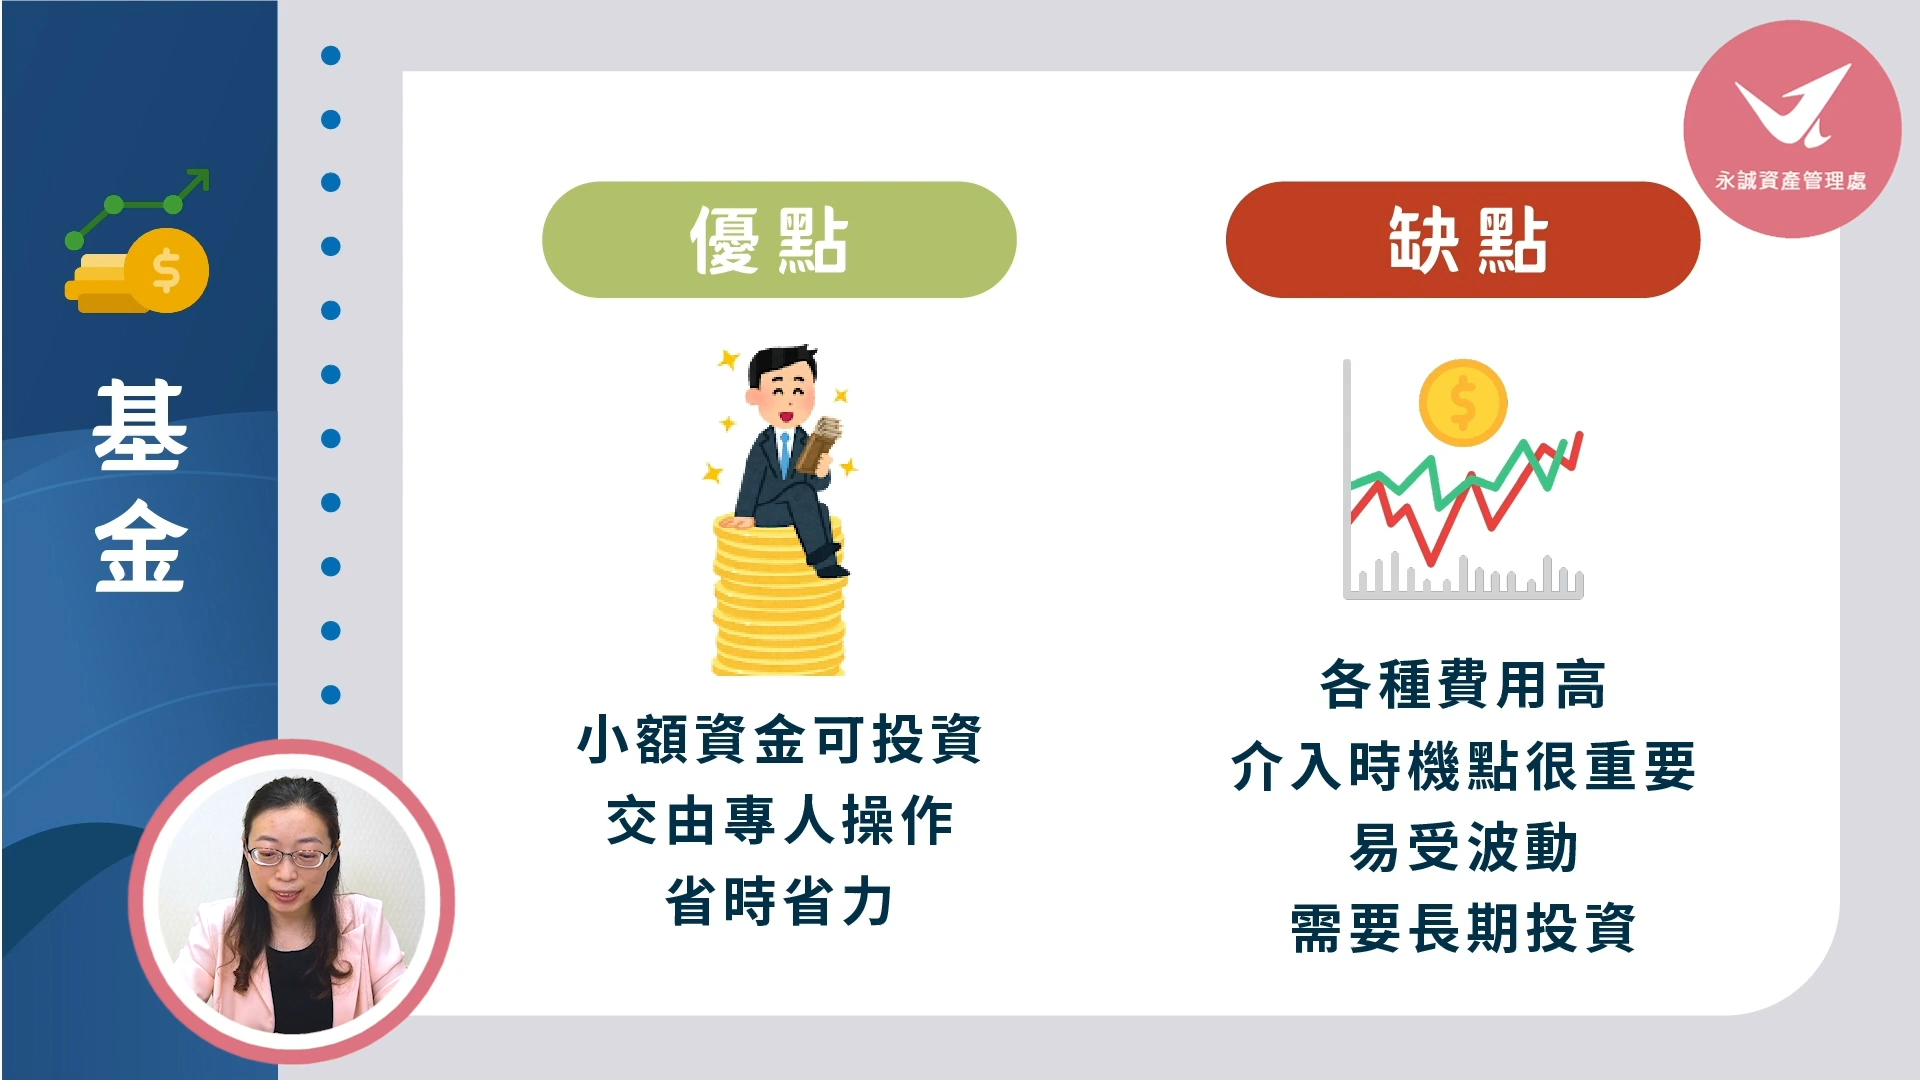 基金
優點
小額資金可投資
交由專人操作
省時省力
缺點
各種費用高
介入時機點很重要
易受波動
需要長期投資
永誠資產管理處